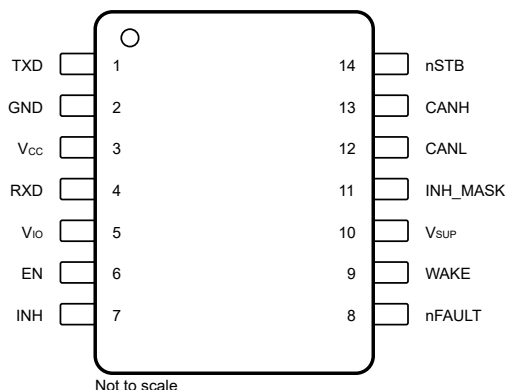 TXD 1 14 nSTB
GND 2 13 CANH
VCC 3 12 CANL
RXD 4 11 INH_MASK
VIO 5 10 VSUP
EN 6 9 WAKE
INH 7 8 nFAULT
Not to scale